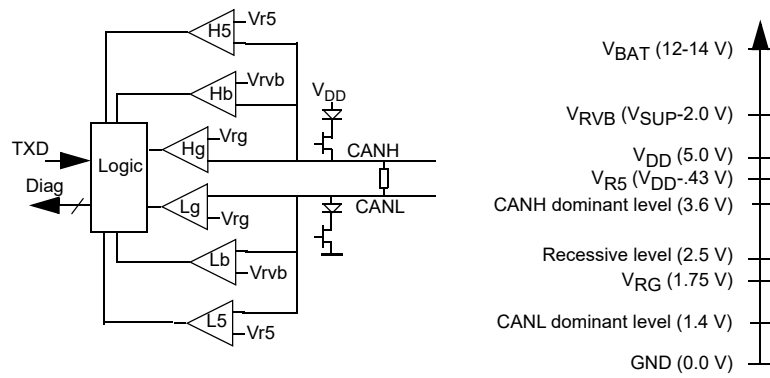 H5
Vr5
Hb
Vrvb
VDD
Hg
Vrg
TXD
Logic
CANH
Diag
Lg
Vrg
CANL
Lb
Vrvb
L5
Vr5
VBAT (12-14 V)
VRVB (VSUP-2.0 V)
VDD (5.0 V)
VR5 (VDD-.43 V)
CANH dominant level (3.6 V)
Recessive level (2.5 V)
VRG (1.75 V)
CANL dominant level (1.4 V)
GND (0.0 V)